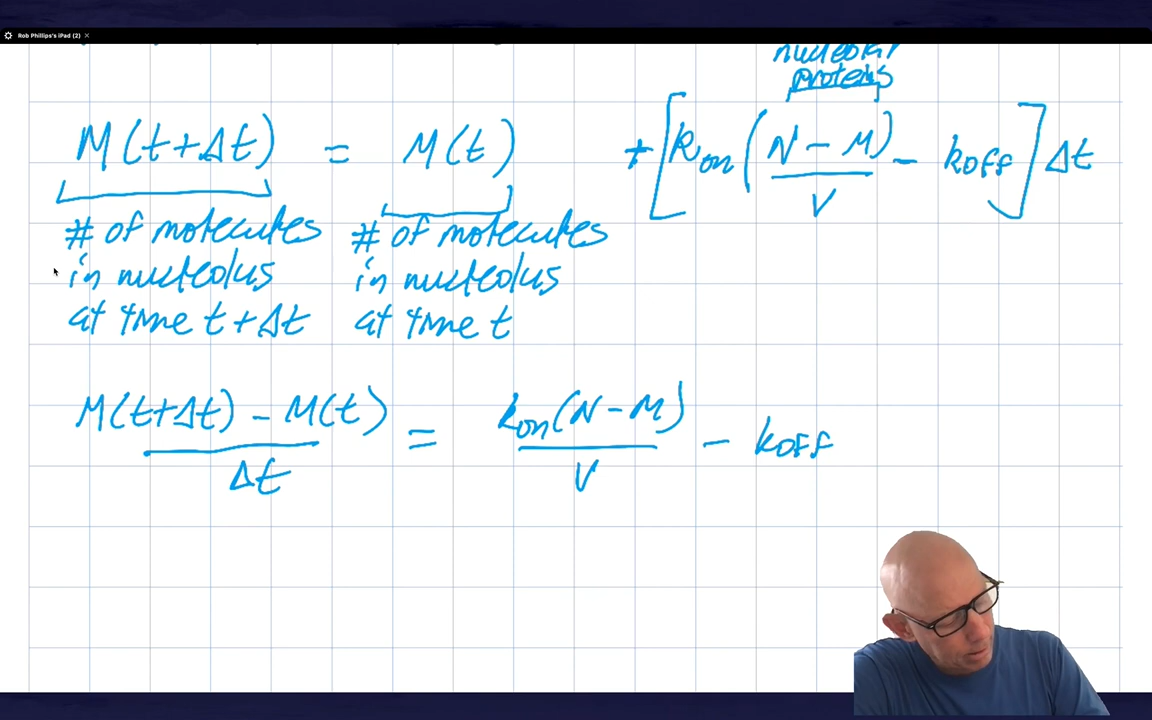 Rob Phillips's iPad (2) ×
nucleolar
proteins
M(t+Δt) = M(t) + [kon (N-M)/V - koff] Δt
# of molecules in nucleolus at time t+Δt
# of molecules in nucleolus at time t
M(t+Δt) - M(t) / Δt = kon(N-M) / V - koff